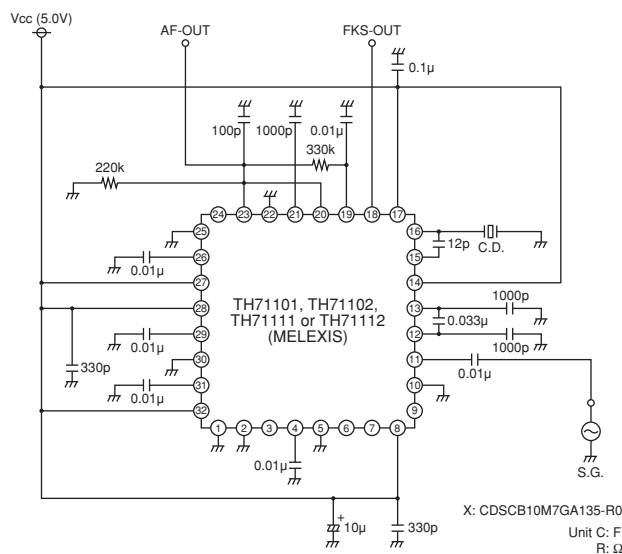 Vcc (5.0V)
AF-OUT
FKS-OUT
0.1µ
100p
1000p
0.01µ
330k
220k
24 23 22 21 20 19 18 17
25
16
12p
C.D.
26
15
0.01µ
27
14
TH71101, TH71102,
TH71111 or TH71112
(MELEXIS)
28
13
1000p
0.033µ
29
12
0.01µ
1000p
330p
30
11
0.01µ
31
10
0.01µ
32
9
1 2 3 4 5 6 7 8
0.01µ
S.G.
+
10µ
330p
X: CDSCB10M7GA135-R0
Unit C: F
R: Ω